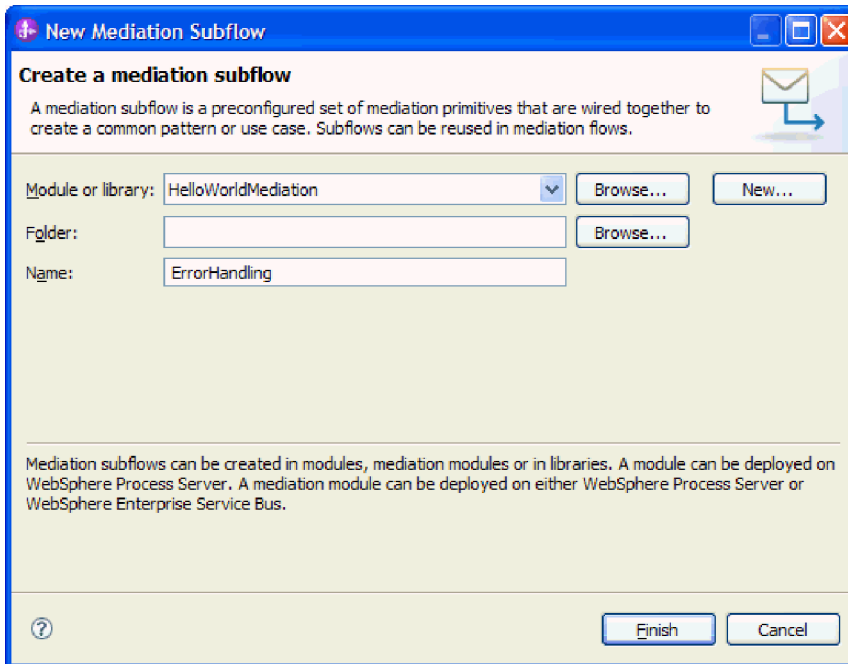 New Mediation Subflow
Create a mediation subflow
A mediation subflow is a preconfigured set of mediation primitives that are wired together to
create a common pattern or use case. Subflows can be reused in mediation flows.
Module or library: HelloWorldMediation Browse... New...
Folder: Browse...
Name: ErrorHandling
Mediation subflows can be created in modules, mediation modules or in libraries. A module can be deployed on
WebSphere Process Server. A mediation module can be deployed on either WebSphere Process Server or
WebSphere Enterprise Service Bus.
? Finish Cancel